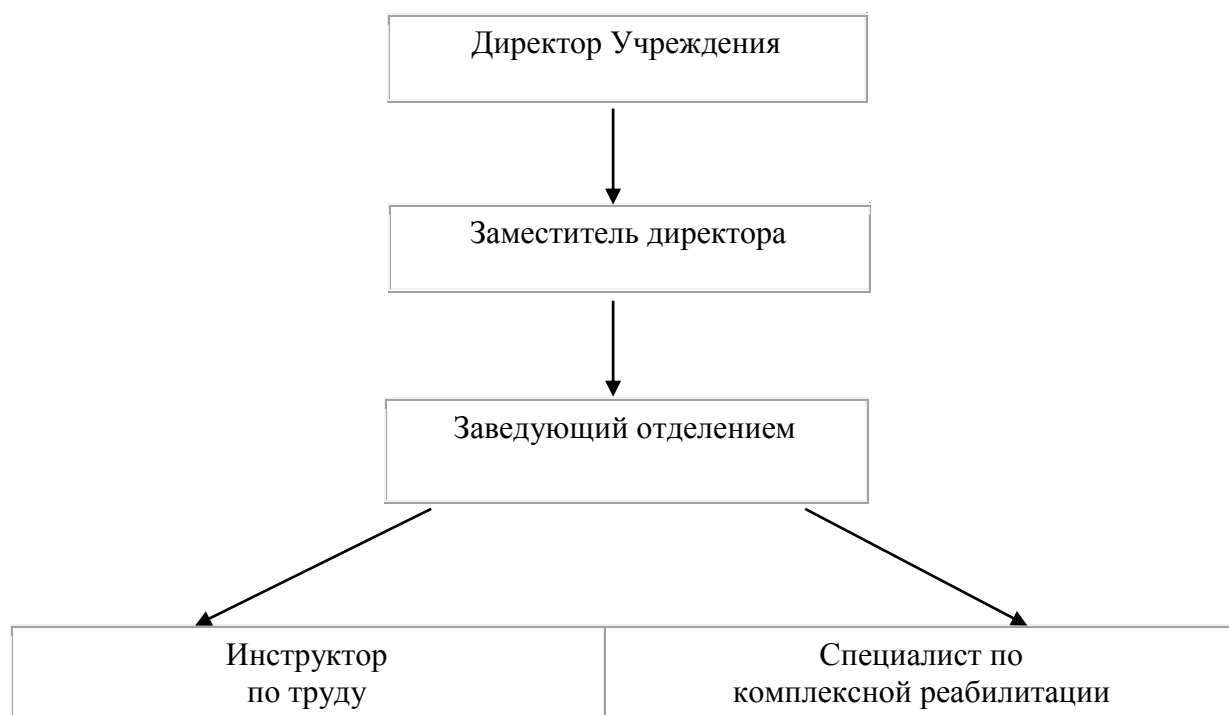 Директор Учреждения
Заместитель директора
Заведующий отделением
Инструктор
по труду
Специалист по
комплексной реабилитации